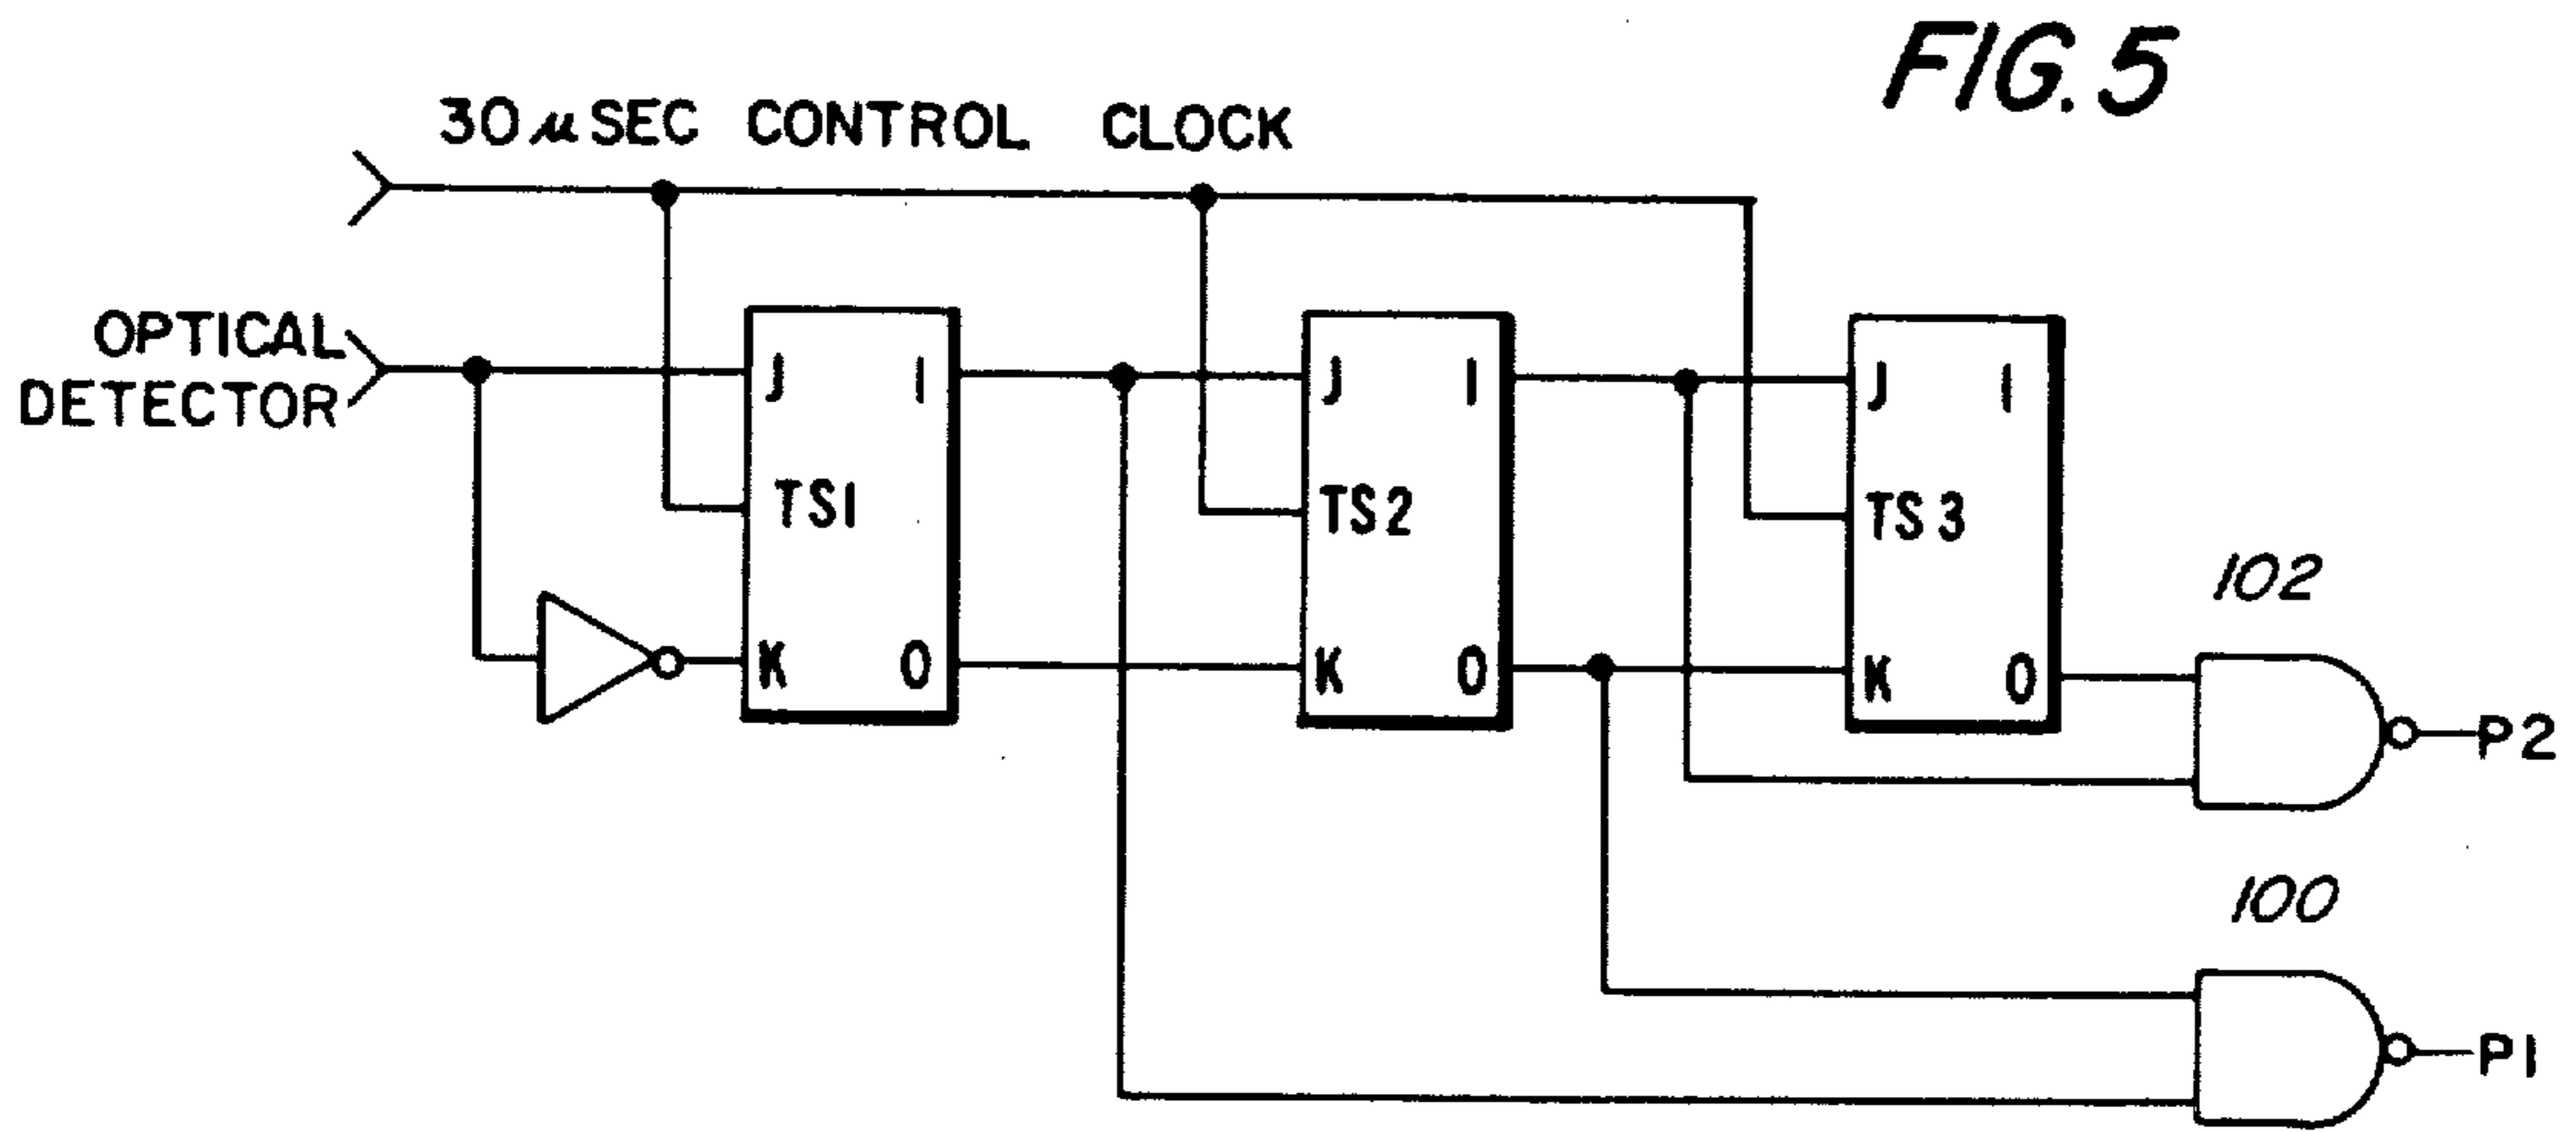 FIG. 5
30 μ SEC CONTROL CLOCK
OPTICAL
DETECTOR
J 1
TS1
K 0
J 1
TS2
K 0
J 1
TS3
K 0
102
P2
100
P1